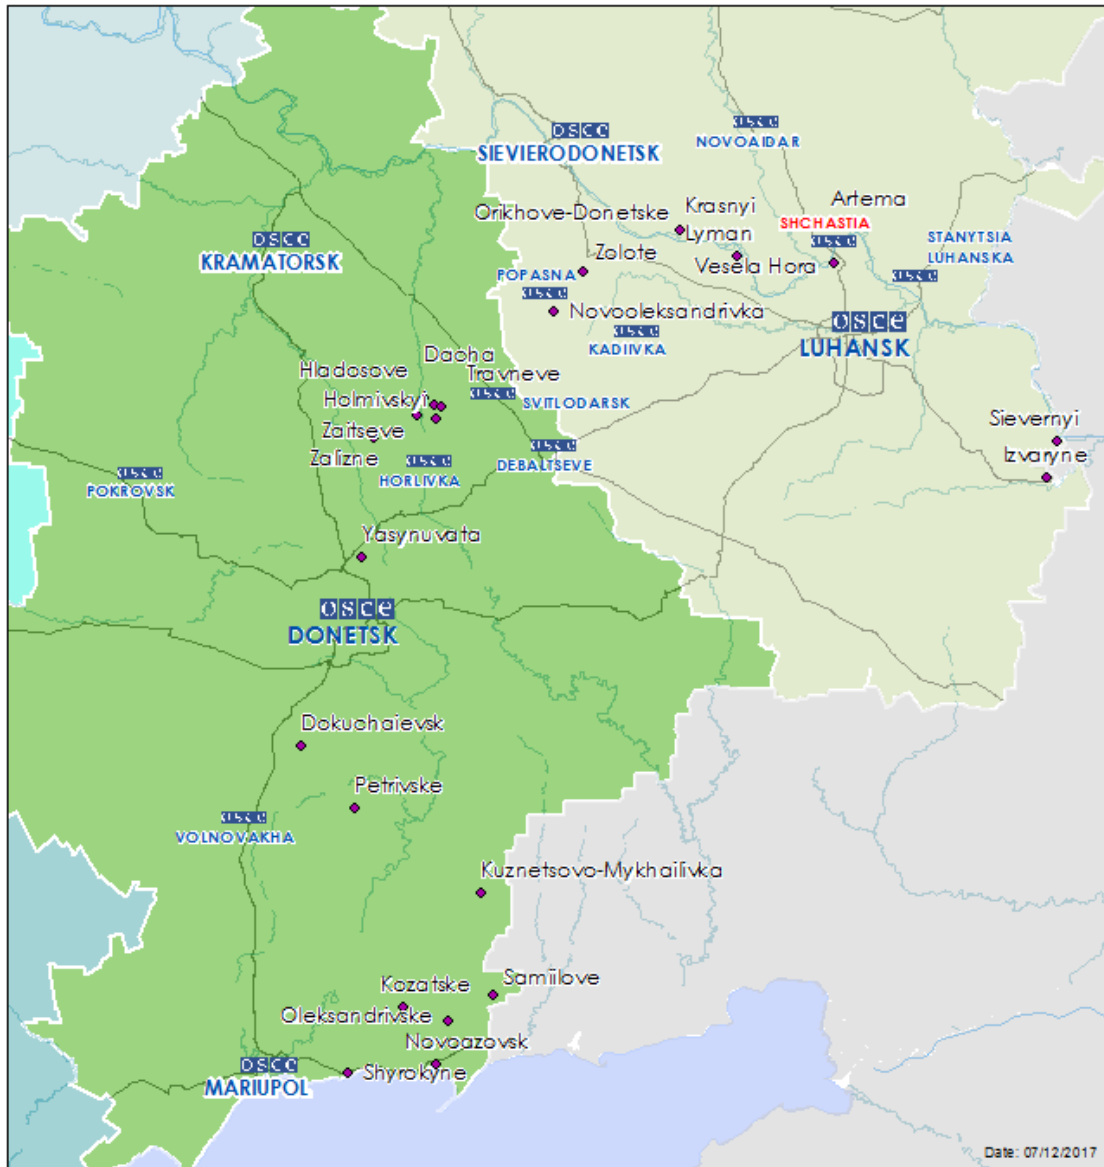 OSCE
NOVOAIDAR
OSCE
SIEVIERODONETSK
Artema
Krasnyi
Lyman
Orikhove-Donetske
SHCHASTIA
OSCE
STANYTSIA
LUHANSKA
OSCE
OSCE
KRAMATORSK
Zolote
Vesela Hora
POPASNA
OSCE
Novooleksandrivka
OSCE
KADIIVKA
OSCE
LUHANSK
Dacha
Travneve
Hladosove
OSCE
SVITLODARSK
Holmivskyi
Zaitseve
Zalizne
Sievernyi
Izvaryne
OSCE
DEBALTSEVE
OSCE
HORLIVKA
OSCE
POKROVSK
Yasynuvata
OSCE
DONETSK
Dokuchaievsk
Petrivske
OSCE
VOLNOVAKHA
Kuznetsovo-Mykhailivka
Samiilove
Kozatske
Oleksandrivske
Novoazovsk
OSCE
MARIUPOL
Shyrokyne
Date: 07/12/2017